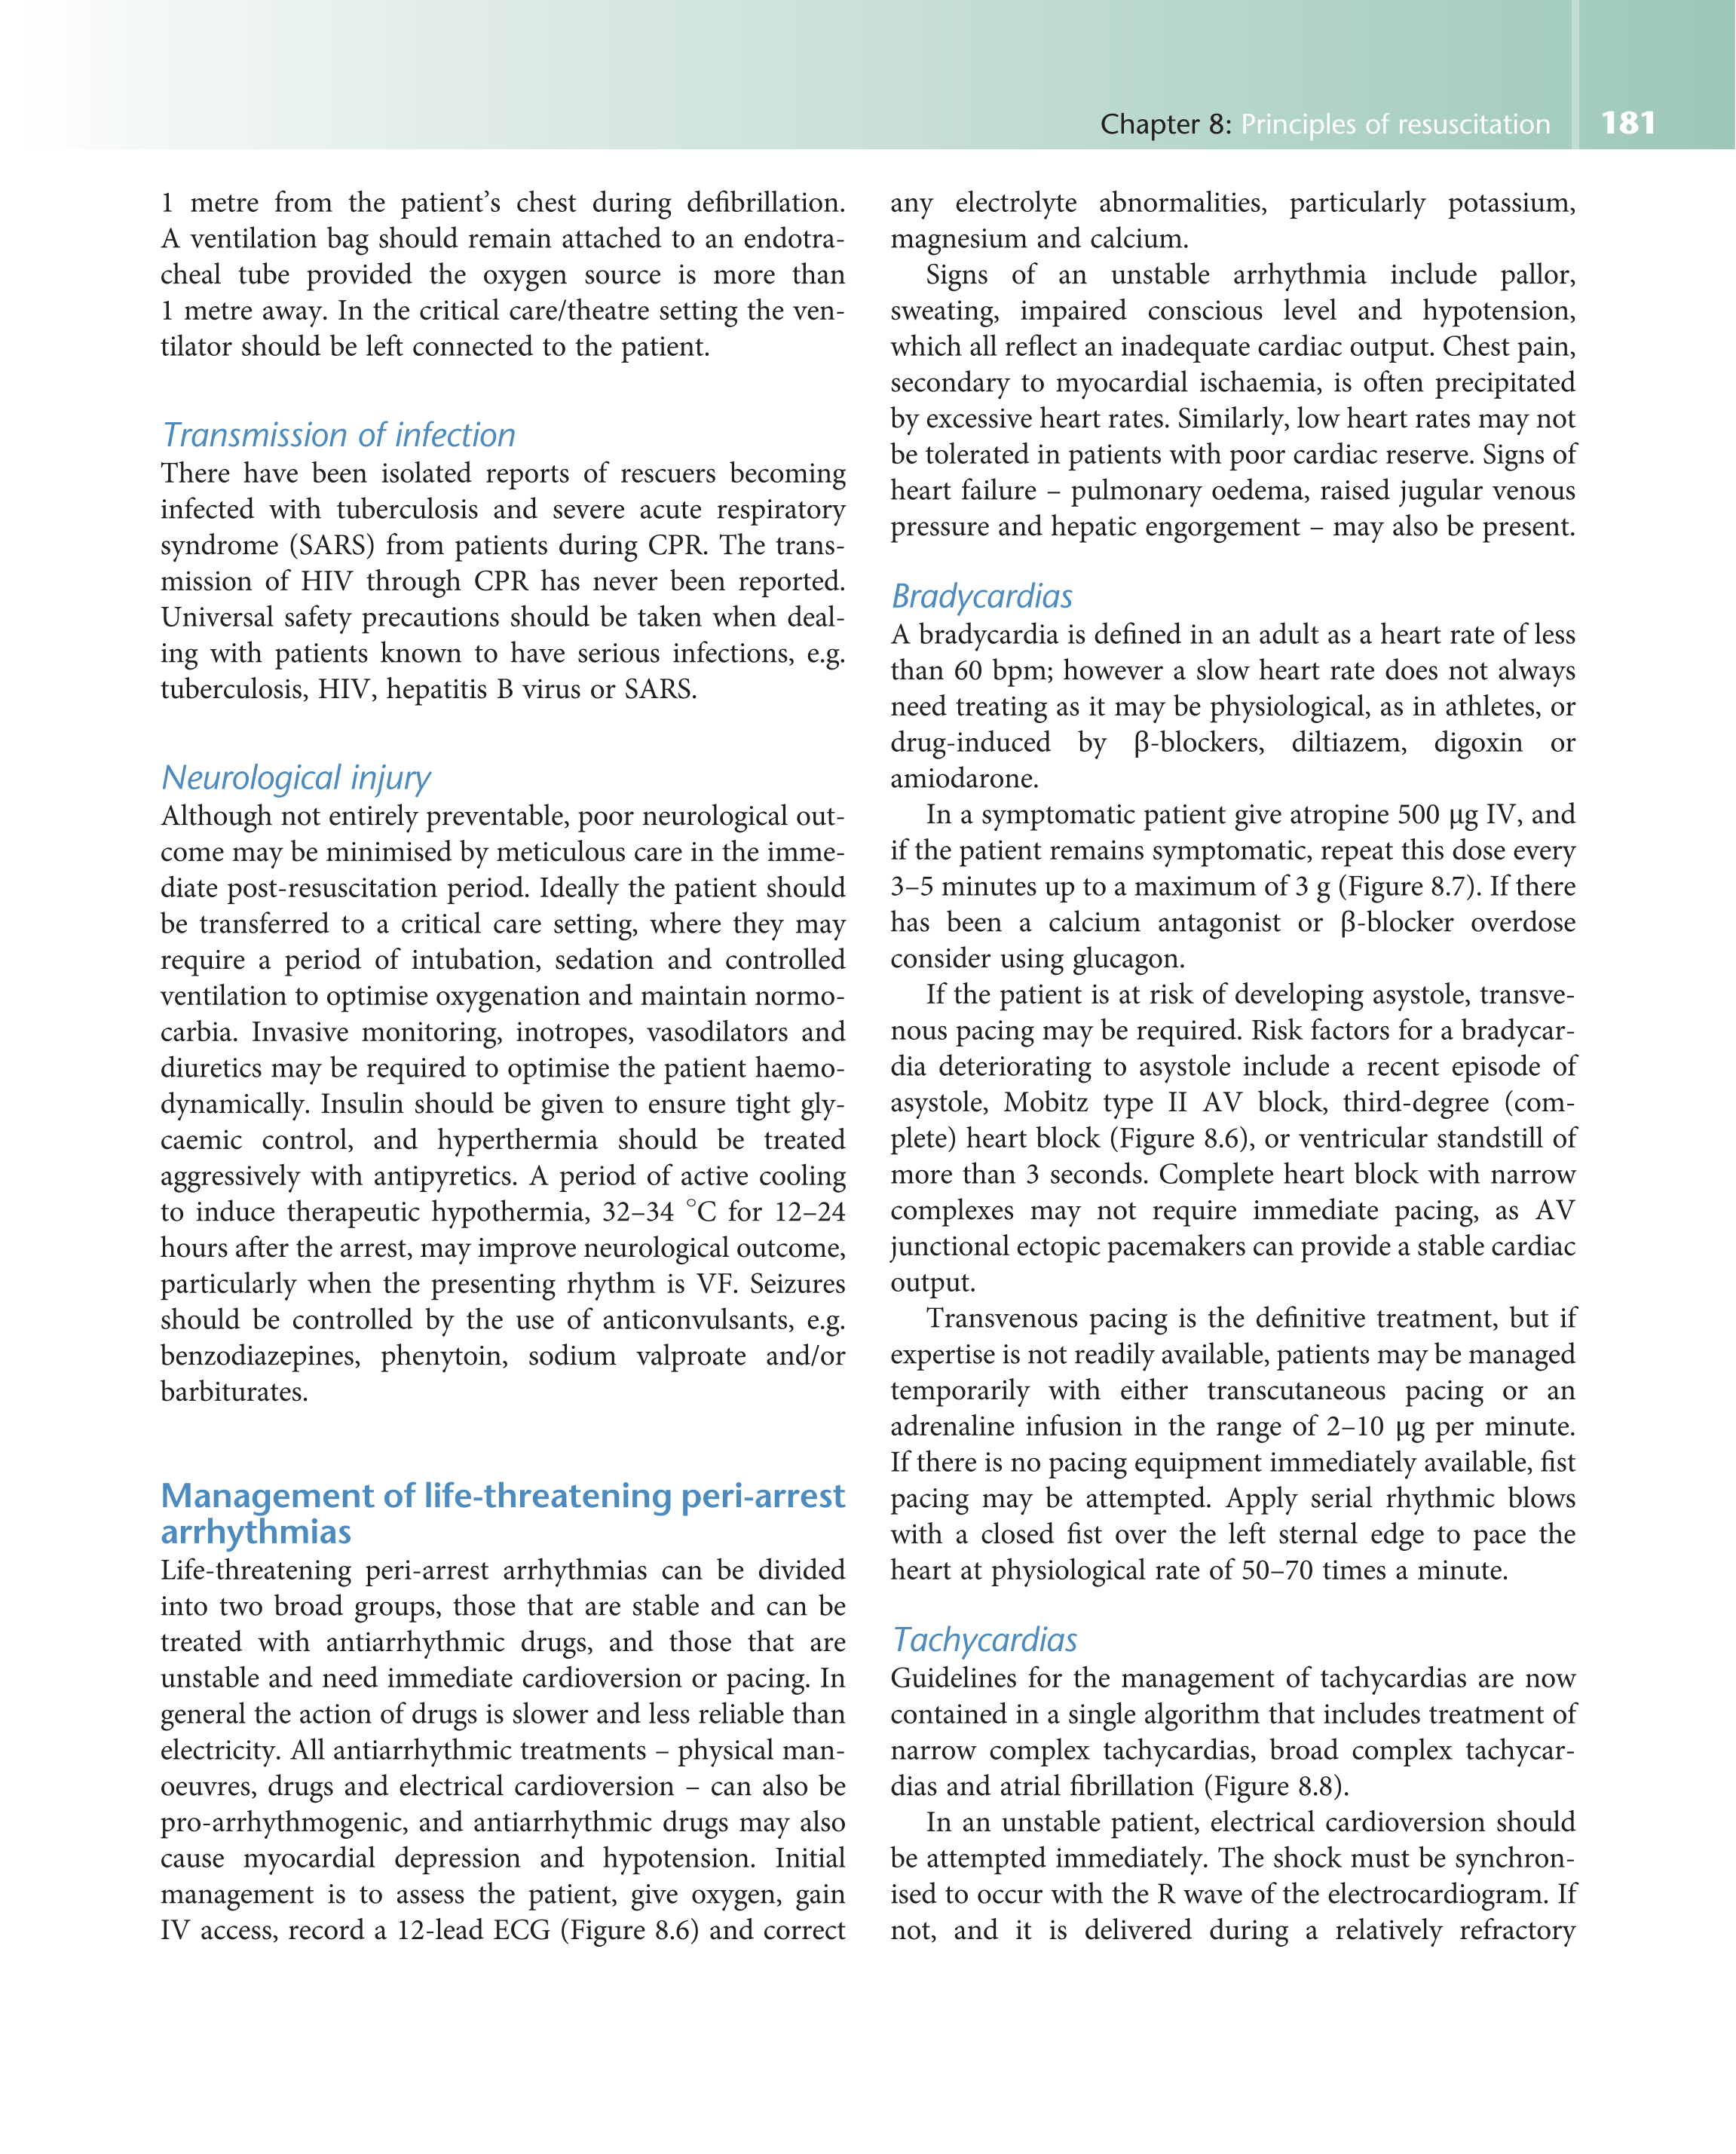 Chapter 8: Principles of resuscitation 181
1 metre from the patient’s chest during defibrillation.
A ventilation bag should remain attached to an endotra-
cheal tube provided the oxygen source is more than
1 metre away. In the critical care/theatre setting the ven-
tilator should be left connected to the patient.
Transmission of infection
There have been isolated reports of rescuers becoming
infected with tuberculosis and severe acute respiratory
syndrome (SARS) from patients during CPR. The trans-
mission of HIV through CPR has never been reported.
Universal safety precautions should be taken when deal-
ing with patients known to have serious infections, e.g.
tuberculosis, HIV, hepatitis B virus or SARS.
Neurological injury
Although not entirely preventable, poor neurological out-
come may be minimised by meticulous care in the imme-
diate post-resuscitation period. Ideally the patient should
be transferred to a critical care setting, where they may
require a period of intubation, sedation and controlled
ventilation to optimise oxygenation and maintain normo-
carbia. Invasive monitoring, inotropes, vasodilators and
diuretics may be required to optimise the patient haemo-
dynamically. Insulin should be given to ensure tight gly-
caemic control, and hyperthermia should be treated
aggressively with antipyretics. A period of active cooling
to induce therapeutic hypothermia, 32–34 °C for 12–24
hours after the arrest, may improve neurological outcome,
particularly when the presenting rhythm is VF. Seizures
should be controlled by the use of anticonvulsants, e.g.
benzodiazepines, phenytoin, sodium valproate and/or
barbiturates.
Management of life-threatening peri-arrest
arrhythmias
Life-threatening peri-arrest arrhythmias can be divided
into two broad groups, those that are stable and can be
treated with antiarrhythmic drugs, and those that are
unstable and need immediate cardioversion or pacing. In
general the action of drugs is slower and less reliable than
electricity. All antiarrhythmic treatments – physical man-
oeuvres, drugs and electrical cardioversion – can also be
pro-arrhythmogenic, and antiarrhythmic drugs may also
cause myocardial depression and hypotension. Initial
management is to assess the patient, give oxygen, gain
IV access, record a 12-lead ECG (Figure 8.6) and correct
any electrolyte abnormalities, particularly potassium,
magnesium and calcium.
Signs of an unstable arrhythmia include pallor,
sweating, impaired conscious level and hypotension,
which all reflect an inadequate cardiac output. Chest pain,
secondary to myocardial ischaemia, is often precipitated
by excessive heart rates. Similarly, low heart rates may not
be tolerated in patients with poor cardiac reserve. Signs of
heart failure – pulmonary oedema, raised jugular venous
pressure and hepatic engorgement – may also be present.
Bradycardias
A bradycardia is defined in an adult as a heart rate of less
than 60 bpm; however a slow heart rate does not always
need treating as it may be physiological, as in athletes, or
drug-induced by β-blockers, diltiazem, digoxin or
amiodarone.
In a symptomatic patient give atropine 500 μg IV, and
if the patient remains symptomatic, repeat this dose every
3–5 minutes up to a maximum of 3 g (Figure 8.7). If there
has been a calcium antagonist or β-blocker overdose
consider using glucagon.
If the patient is at risk of developing asystole, transve-
nous pacing may be required. Risk factors for a bradycar-
dia deteriorating to asystole include a recent episode of
asystole, Mobitz type II AV block, third-degree (com-
plete) heart block (Figure 8.6), or ventricular standstill of
more than 3 seconds. Complete heart block with narrow
complexes may not require immediate pacing, as AV
junctional ectopic pacemakers can provide a stable cardiac
output.
Transvenous pacing is the definitive treatment, but if
expertise is not readily available, patients may be managed
temporarily with either transcutaneous pacing or an
adrenaline infusion in the range of 2–10 μg per minute.
If there is no pacing equipment immediately available, fist
pacing may be attempted. Apply serial rhythmic blows
with a closed fist over the left sternal edge to pace the
heart at physiological rate of 50–70 times a minute.
Tachycardias
Guidelines for the management of tachycardias are now
contained in a single algorithm that includes treatment of
narrow complex tachycardias, broad complex tachycar-
dias and atrial fibrillation (Figure 8.8).
In an unstable patient, electrical cardioversion should
be attempted immediately. The shock must be synchron-
ised to occur with the R wave of the electrocardiogram. If
not, and it is delivered during a relatively refractory